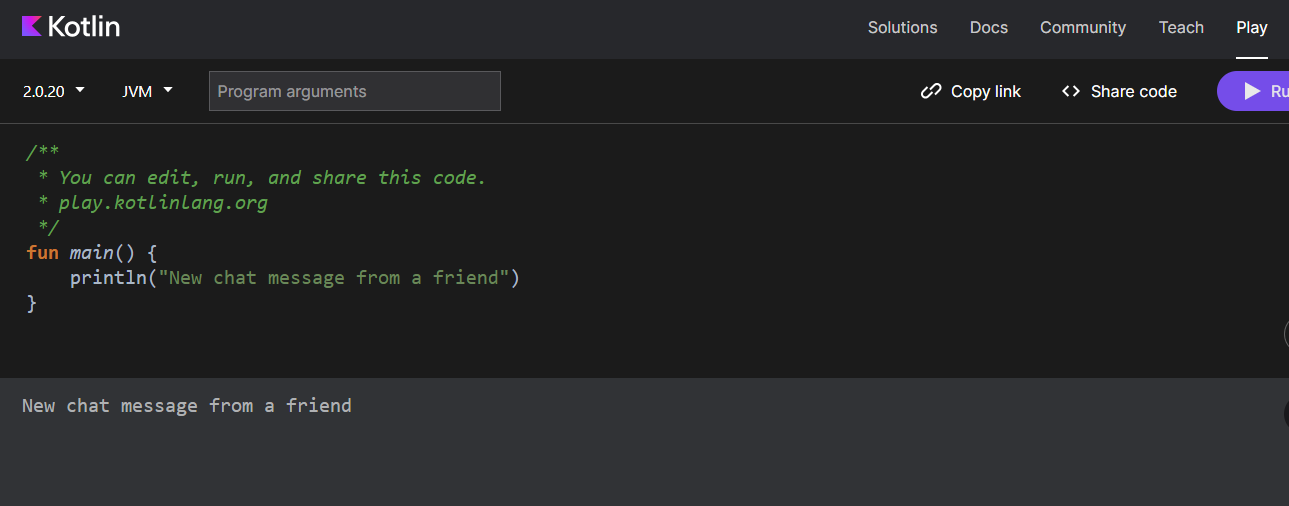 Kotlin Solutions Docs Community Teach Play
2.0.20 JVM Program arguments Copy link <> Share code
/**
 * You can edit, run, and share this code.
 * play.kotlinlang.org
 */
fun main() {
    println("New chat message from a friend")
}
New chat message from a friend